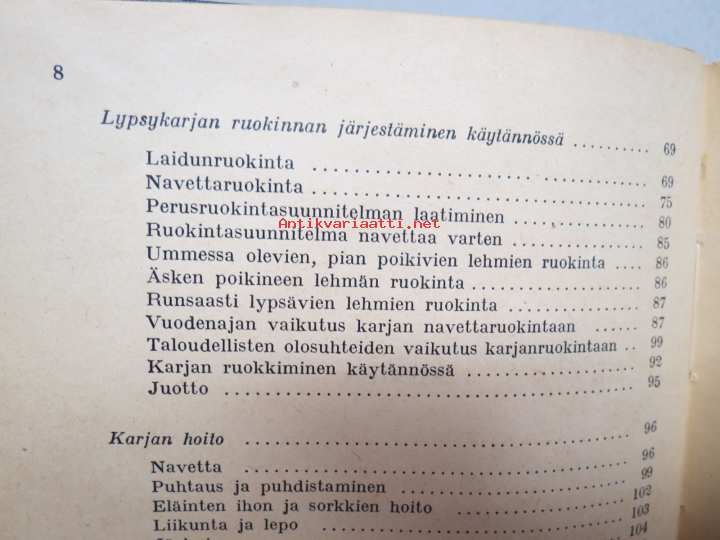 8
Lypsykarjan ruokinnan järjestäminen käytännössä .......... 69
Laidunruokinta .......... 69
Navettaruokinta .......... 75
Perusruokintasuunnitelman laatiminen .......... 80
Antikvariaatti.net
Ruokintasuunnitelma navettaa varten .......... 85
Ummessa olevien, pian poikivien lehmien ruokinta .... 86
Äsken poikineen lehmän ruokinta .......... 86
Runsaasti lypsävien lehmien ruokinta .......... 87
Vuodenajan vaikutus karjan navettaruokintaan ...... 87
Taloudellisten olosuhteiden vaikutus karjanruokintaan .. 99
Karjan ruokkiminen käytännössä .......... 92
Juotto .......... 95
Karjan hoito .......... 96
Navetta .......... 96
Puhtaus ja puhdistaminen .......... 99
Eläinten ihon ja sorkkien hoito .......... 102
Liikunta ja lepo .......... 103
104